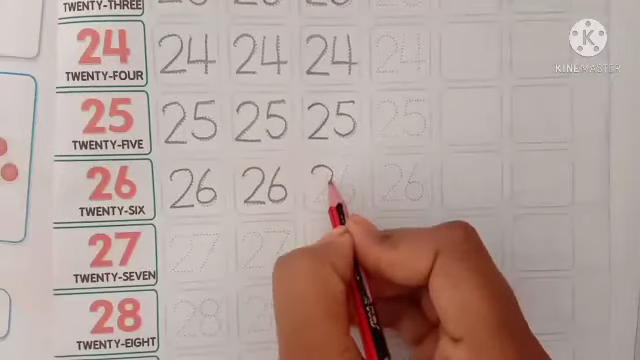 TWENTY-THREE
24 24 24 24 24
TWENTY-FOUR
KINEMASTER
25 25 25 25 25
TWENTY-FIVE
26 26 26 26 26
TWENTY-SIX
27 27 27
TWENTY-SEVEN
28 28
TWENTY-EIGHT